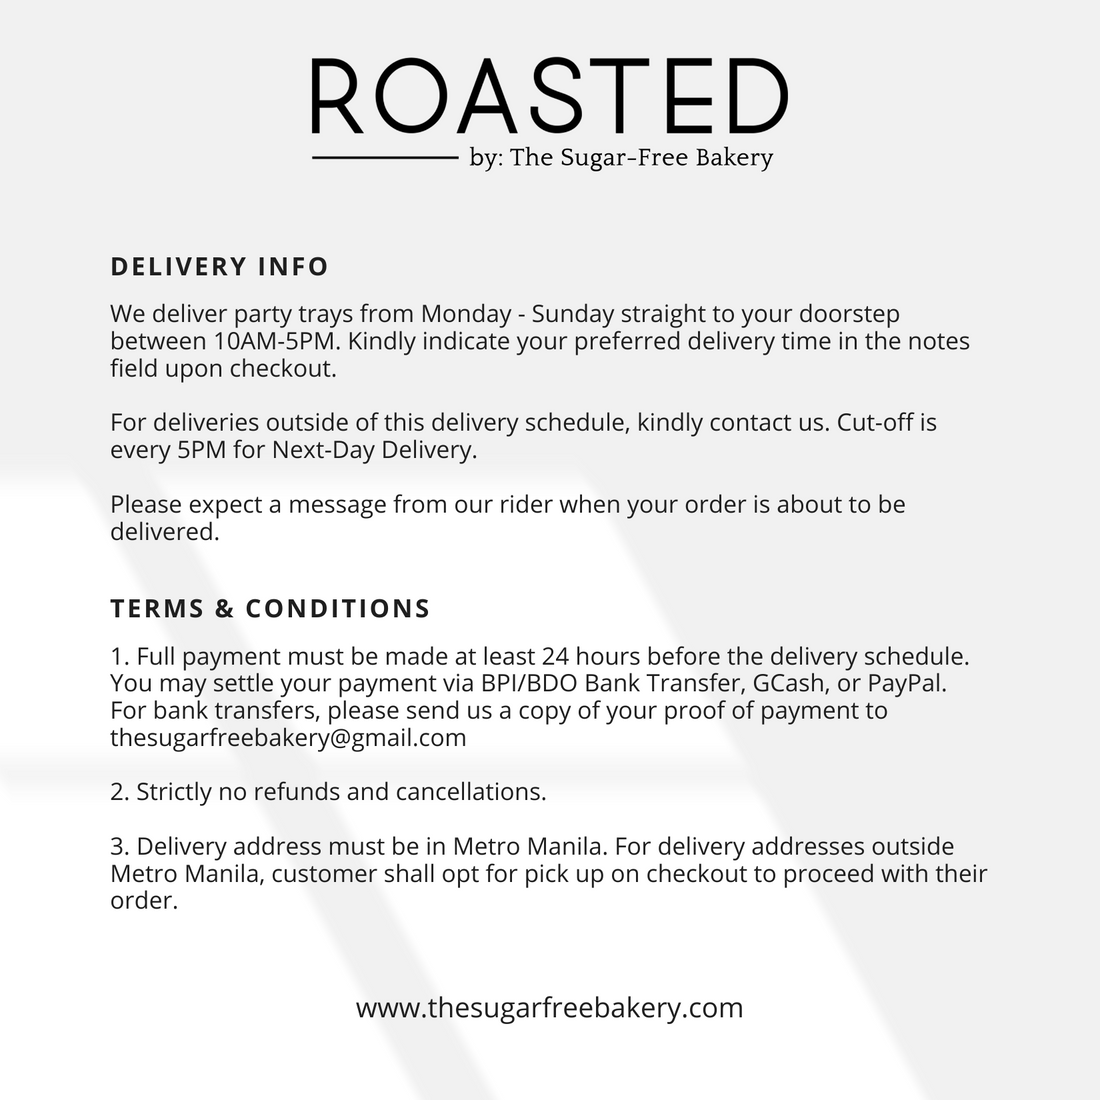 ROASTED
by: The Sugar-Free Bakery
DELIVERY INFO
We deliver party trays from Monday - Sunday straight to your doorstep
between 10AM-5PM. Kindly indicate your preferred delivery time in the notes
field upon checkout.
For deliveries outside of this delivery schedule, kindly contact us. Cut-off is
every 5PM for Next-Day Delivery.
Please expect a message from our rider when your order is about to be
delivered.
TERMS & CONDITIONS
1. Full payment must be made at least 24 hours before the delivery schedule.
You may settle your payment via BPI/BDO Bank Transfer, GCash, or PayPal.
For bank transfers, please send us a copy of your proof of payment to
thesugarfreebakery@gmail.com
2. Strictly no refunds and cancellations.
3. Delivery address must be in Metro Manila. For delivery addresses outside
Metro Manila, customer shall opt for pick up on checkout to proceed with their
order.
www.thesugarfreebakery.com